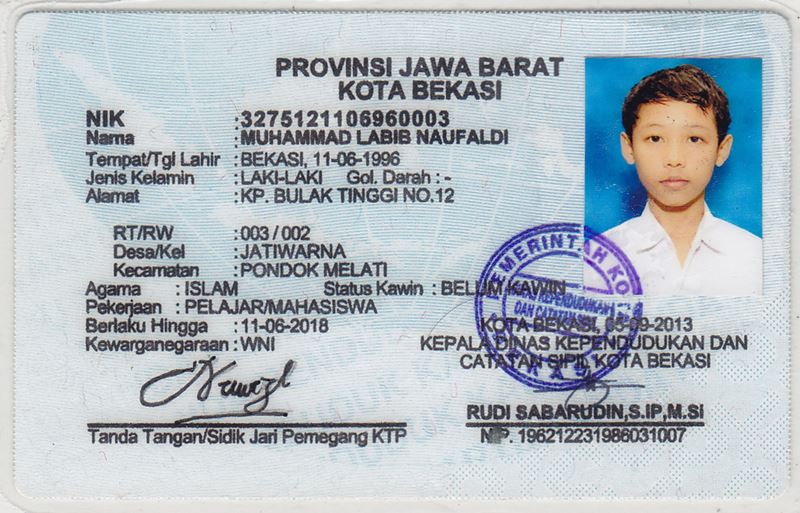 PROVINSI JAWA BARAT
KOTA BEKASI
NIK : 3275121106960003
Nama : MUHAMMAD LABIB NAUFALDI
Tempat/Tgl Lahir : BEKASI, 11-06-1996
Jenis Kelamin : LAKI-LAKI Gol. Darah : -
Alamat : KP. BULAK TINGGI NO.12
RT/RW : 003 / 002
Desa/Kel : JATIWARNA
Kecamatan : PONDOK MELATI
Agama : ISLAM Status Kawin : BELUM KAWIN
Pekerjaan : PELAJAR/MAHASISWA
Berlaku Hingga : 11-06-2018
Kewarganegaraan : WNI
PEMERINTAH KO
KEPENDUDUKAN
DAN CATATAN
KOTA BEKASI, 05-09-2013
KEPALA DINAS KEPENDUDUKAN DAN
CATATAN SIPIL KOTA BEKASI
RUDI SABARUDIN,S.IP,M.SI
NIP. 196212231986031007
Tanda Tangan/Sidik Jari Pemegang KTP